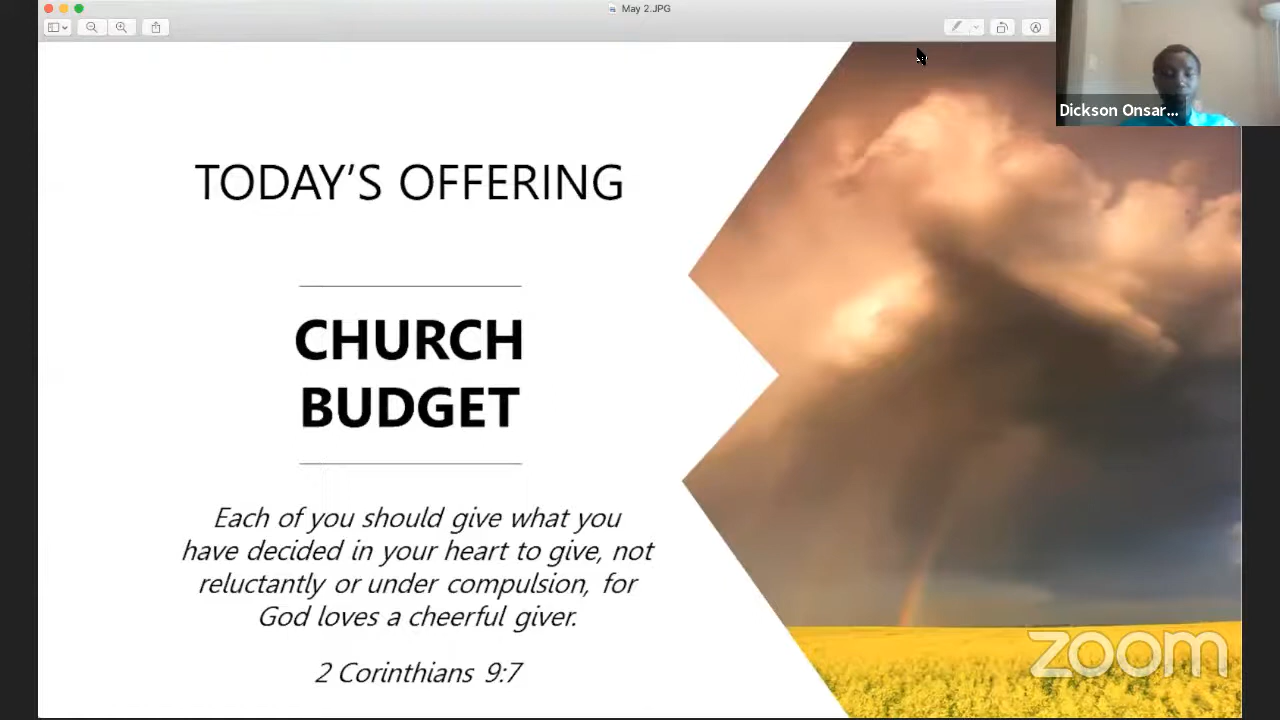 May 2.JPG
Dickson Onsar...
TODAY'S OFFERING
CHURCH
BUDGET
Each of you should give what you
have decided in your heart to give, not
reluctantly or under compulsion, for
God loves a cheerful giver.
2 Corinthians 9:7
zoom